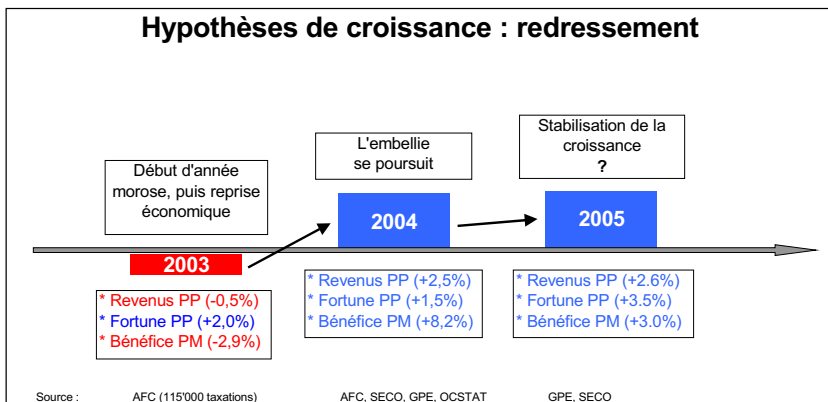 Hypothèses de croissance : redressement
Début d'année
morose, puis reprise
économique
L'embellie
se poursuit
Stabilisation de la
croissance
?
2003
2004
2005
* Revenus PP (-0,5%)
* Fortune PP (+2,0%)
* Bénéfice PM (-2,9%)
* Revenus PP (+2,5%)
* Fortune PP (+1,5%)
* Bénéfice PM (+8,2%)
* Revenus PP (+2.6%)
* Fortune PP (+3.5%)
* Bénéfice PM (+3.0%)
Source : AFC (115'000 taxations) AFC, SECO, GPE, OCSTAT GPE, SECO